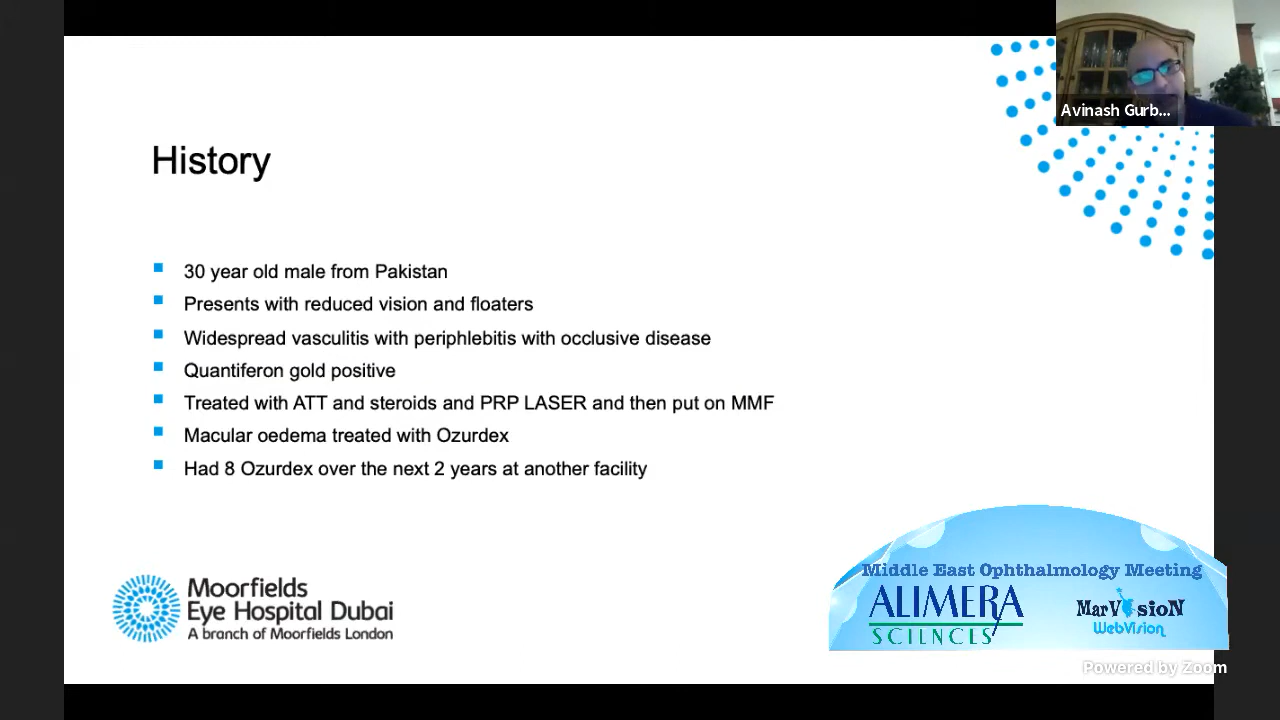 Avinash Gurb...
History
30 year old male from Pakistan
Presents with reduced vision and floaters
Widespread vasculitis with periphlebitis with occlusive disease
Quantiferon gold positive
Treated with ATT and steroids and PRP LASER and then put on MMF
Macular oedema treated with Ozurdex
Had 8 Ozurdex over the next 2 years at another facility
Moorfields
Eye Hospital Dubai
A branch of Moorfields London
Middle East Ophthalmology Meeting
ALIMERA
SCIENCES
MarVision
WebVision
Powered by Zoom